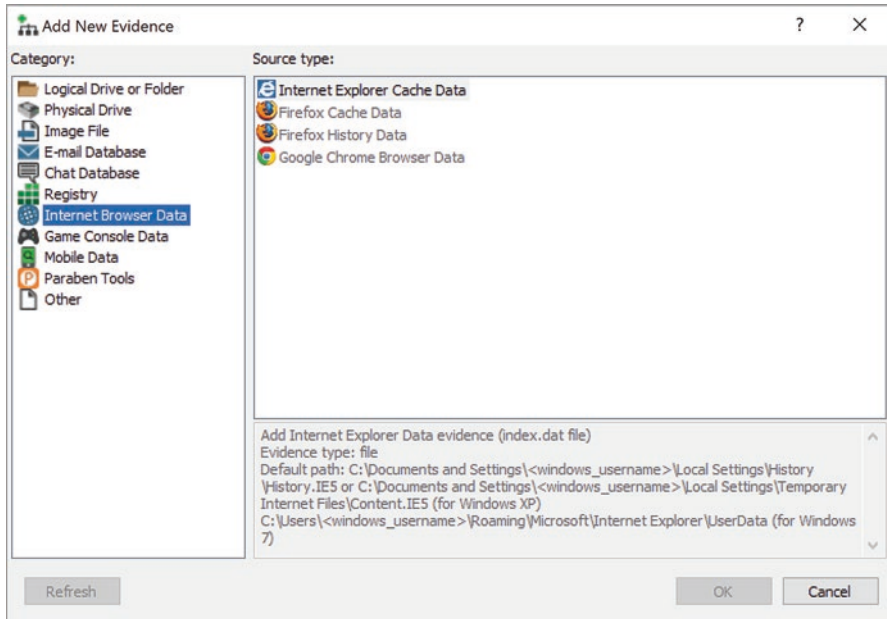 Add New Evidence
Category:
Source type:
Logical Drive or Folder
Physical Drive
Image File
E-mail Database
Chat Database
Registry
Internet Browser Data
Game Console Data
Mobile Data
Paraben Tools
Other
Internet Explorer Cache Data
Firefox Cache Data
Firefox History Data
Google Chrome Browser Data
Add Internet Explorer Data evidence (index.dat file)
Evidence type: file
Default path: C:\Documents and Settings\<windows_username>\Local Settings\History
\History.IE5 or C:\Documents and Settings\<windows_username>\Local Settings\Temporary
Internet Files\Content.IE5 (for Windows XP)
C:\Users\<windows_username>\Roaming\Microsoft\Internet Explorer\UserData (for Windows
7)
Refresh
OK
Cancel